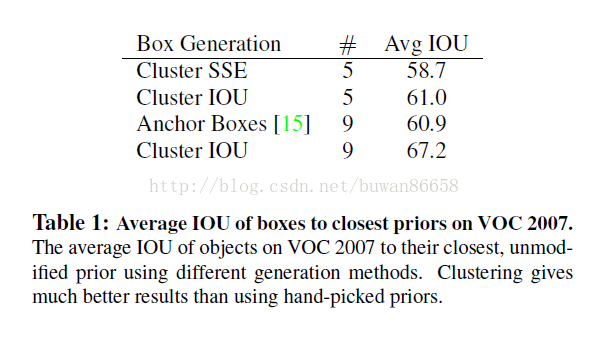 Box Generation # Avg IOU
Cluster SSE 5 58.7
Cluster IOU 5 61.0
Anchor Boxes [15] 9 60.9
Cluster IOU 9 67.2
http://blog.csdn.net/buwan86658
Table 1: Average IOU of boxes to closest priors on VOC 2007.
The average IOU of objects on VOC 2007 to their closest, unmod-
ified prior using different generation methods. Clustering gives
much better results than using hand-picked priors.